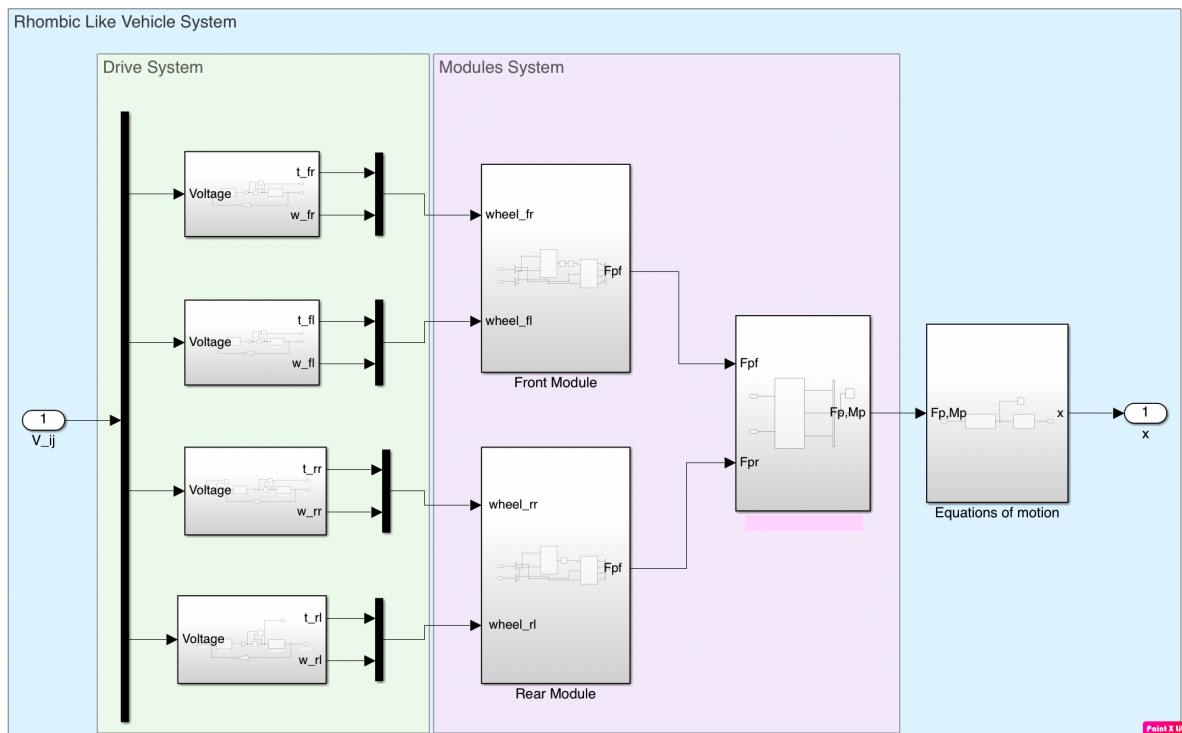 Rhombic Like Vehicle System
Drive System
Modules System
Voltage
t_fr
w_fr
Voltage
t_fl
w_fl
Voltage
t_rr
w_rr
Voltage
t_rl
w_rl
wheel_fr
wheel_fl
Fpf
Front Module
wheel_rr
wheel_rl
Fpf
Rear Module
Fpf
Fpr
Fp,Mp
Fp,Mp
x
Equations of motion
1
V_ij
1
x
Paint X